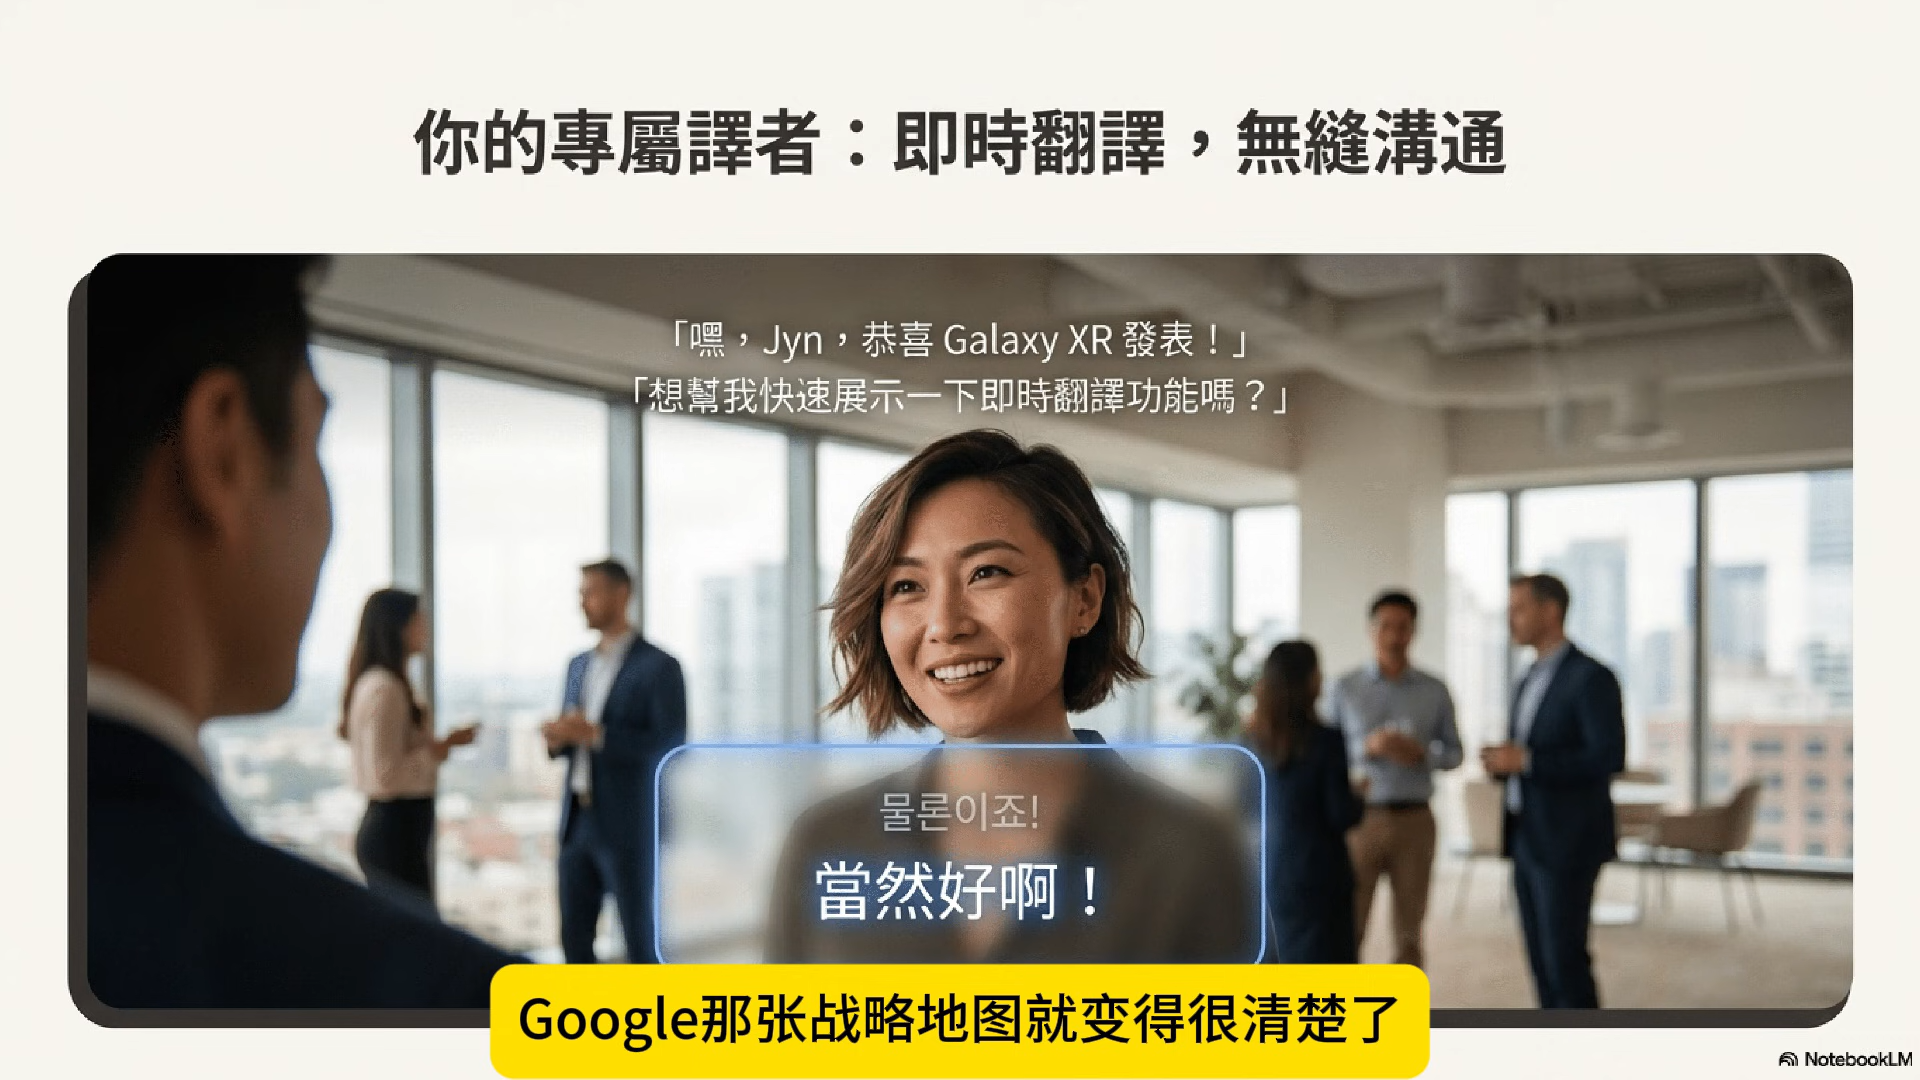 你的專屬譯者：即時翻譯，無縫溝通
「嘿，Jyn，恭喜 Galaxy XR 發表！」
「想幫我快速展示一下即時翻譯功能嗎？」
물론이죠!
當然好啊！
Google那张战略地图就变得很清楚了
NotebookLM